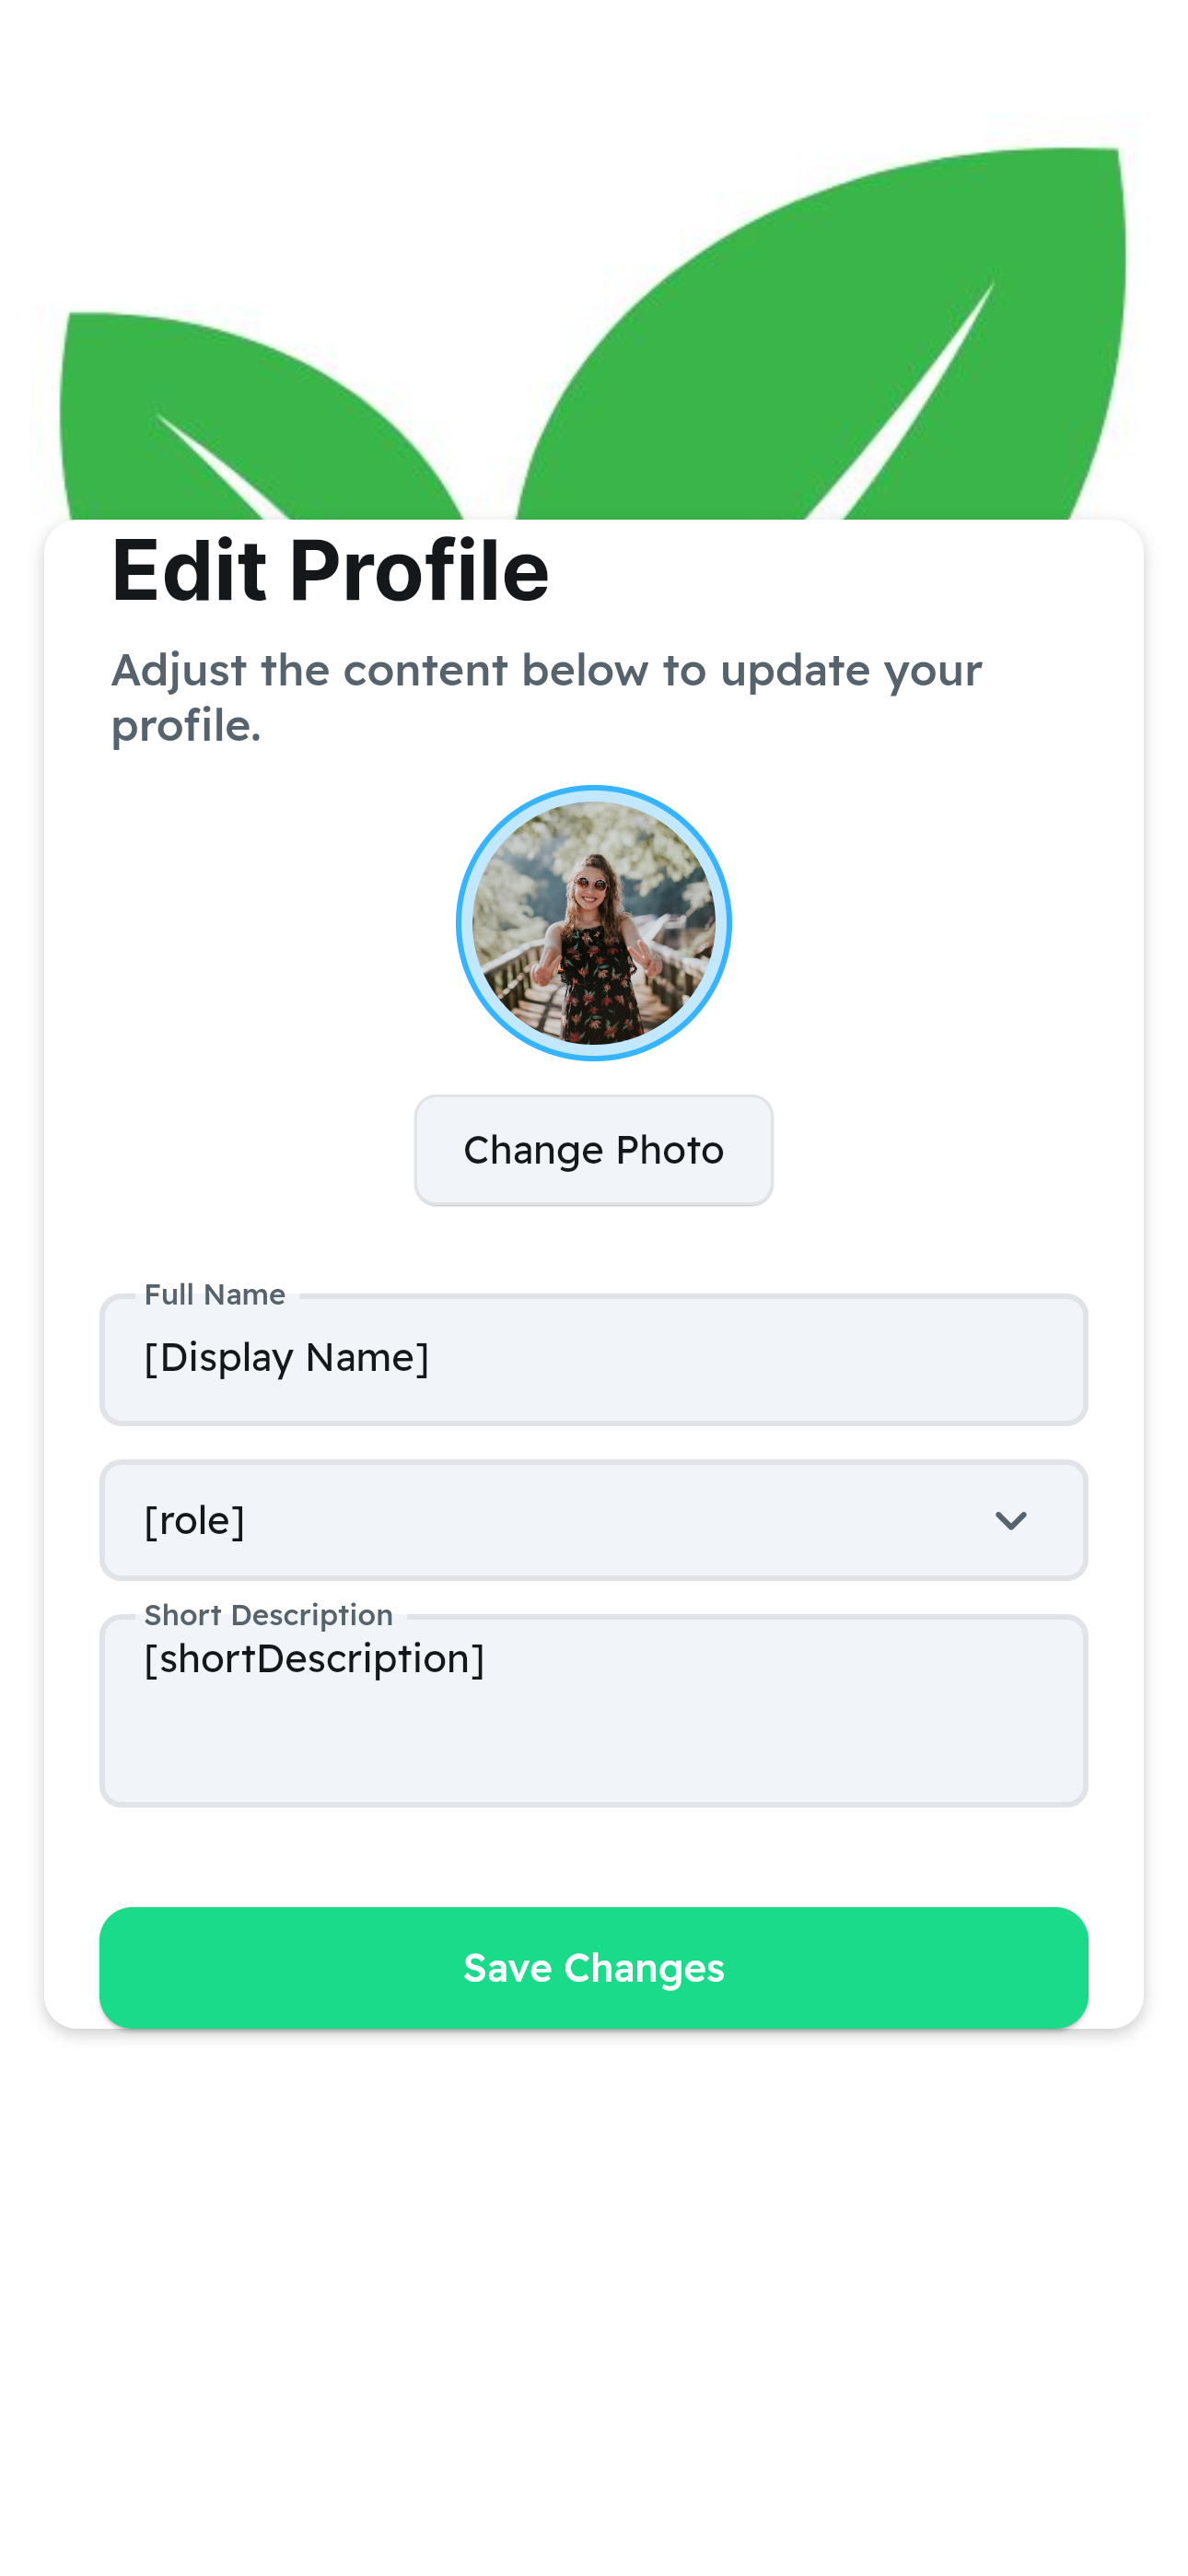 Edit Profile
Adjust the content below to update your
profile.
Change Photo
Full Name
[Display Name]
[role]
Short Description
[shortDescription]
Save Changes